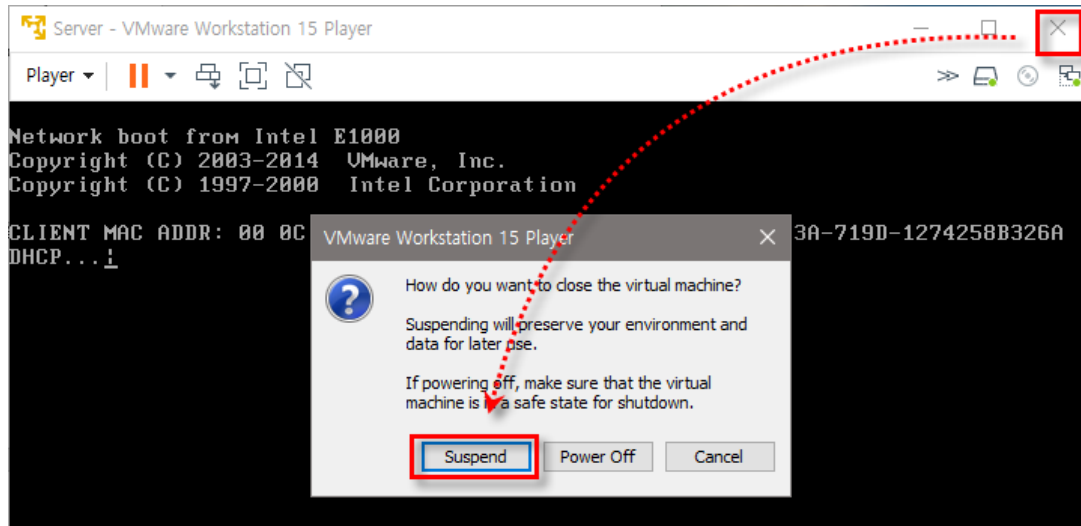 Server - VMware Workstation 15 Player
Player
Network boot from Intel E1000
Copyright (C) 2003-2014 VMware, Inc.
Copyright (C) 1997-2000 Intel Corporation
CLIENT MAC ADDR: 00 0C 3A-719D-1274258B326A
DHCP...
VMware Workstation 15 Player
How do you want to close the virtual machine?
Suspending will preserve your environment and
data for later use.
If powering off, make sure that the virtual
machine is in a safe state for shutdown.
Suspend Power Off Cancel